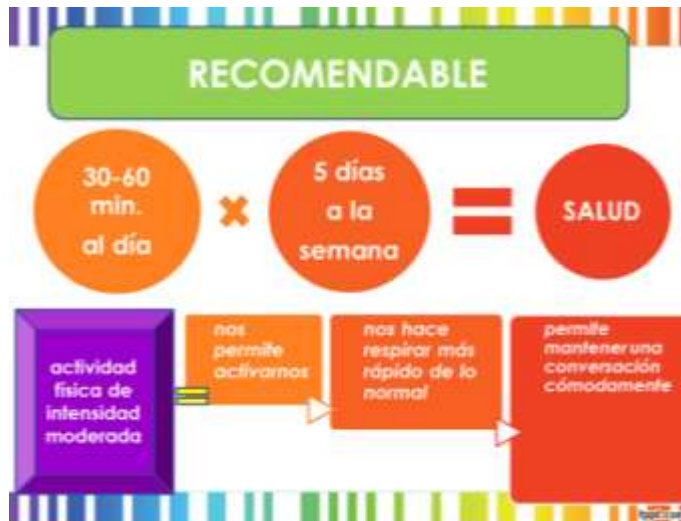 RECOMENDABLE
30-60
min.
al día
5 días
a la
semana
SALUD
actividad
física de
intensidad
moderada
nos
permite
activarnos
nos hace
respirar más
rápido de lo
normal
permite
mantener una
conversación
cómodamente